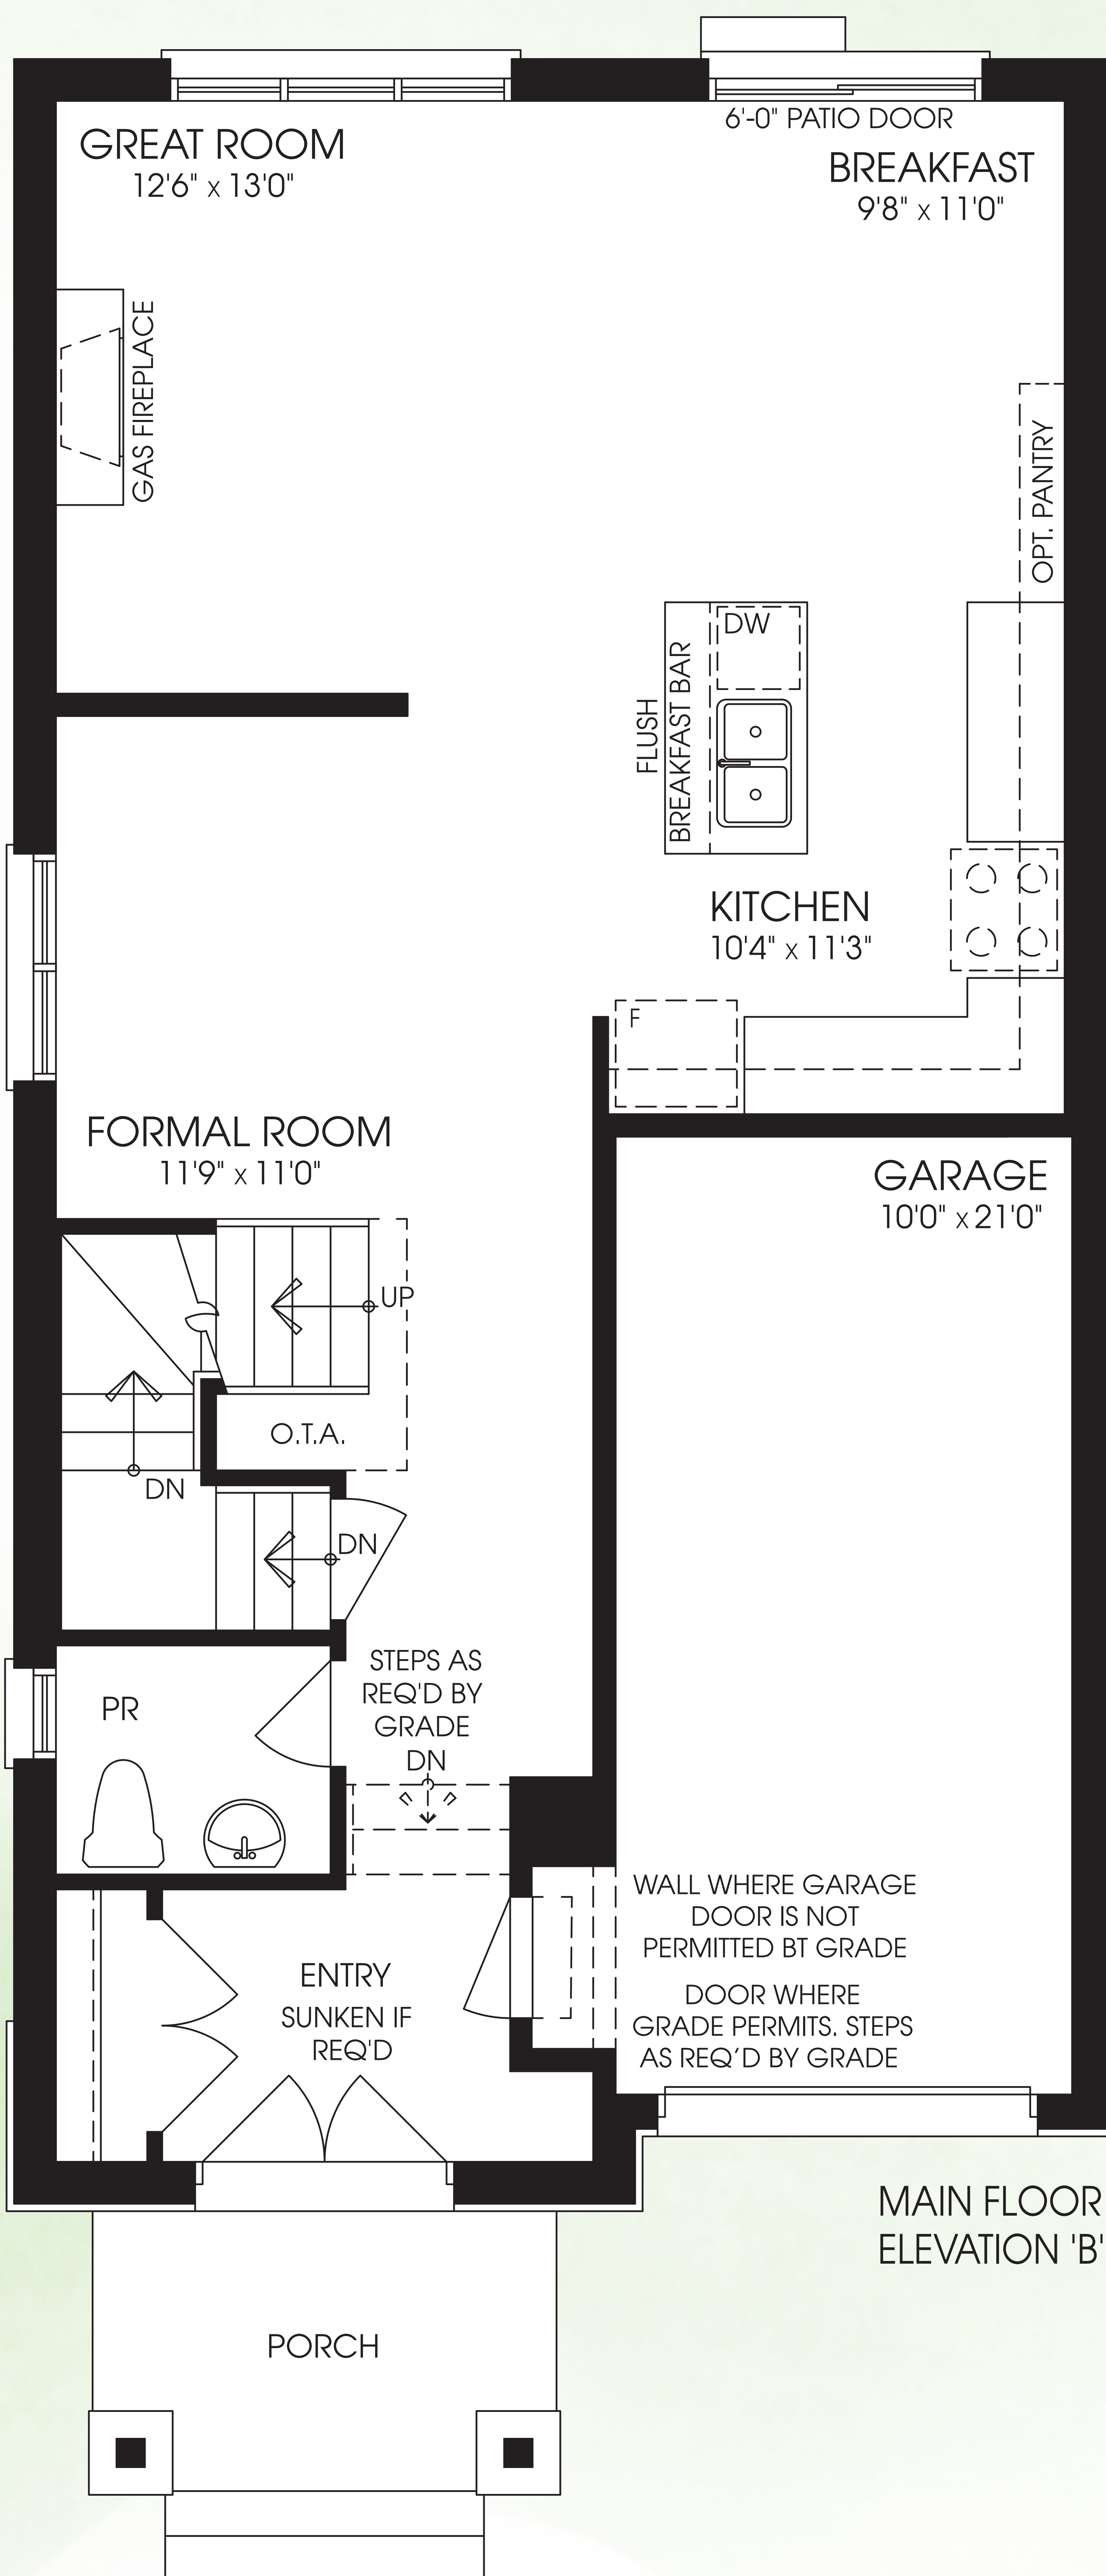 6'-0" PATIO DOOR
GREAT ROOM
12'6" x 13'0"
BREAKFAST
9'8" x 11'0"
GAS FIREPLACE
OPT. PANTRY
DW
FLUSH
BREAKFAST BAR
KITCHEN
10'4" x 11'3"
F
FORMAL ROOM
11'9" x 11'0"
GARAGE
10'0" x 21'0"
UP
O.T.A.
DN
DN
STEPS AS
REQ'D BY
GRADE
DN
PR
WALL WHERE GARAGE
DOOR IS NOT
PERMITTED BT GRADE
DOOR WHERE
GRADE PERMITS. STEPS
AS REQ'D BY GRADE
ENTRY
SUNKEN IF
REQ'D
MAIN FLOOR
ELEVATION 'B'
PORCH